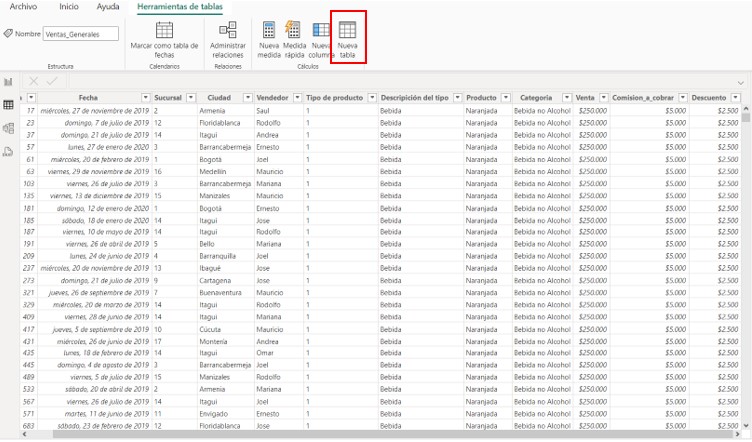 Archivo Inicio Ayuda Herramientas de tablas
Nombre Ventas_Generales
Marcar como tabla de fechas
Administrar relaciones
Nueva medida
Medida rápida
Nueva column
Nueva tabla
Estructura Calendarios Relaciones Cálculos
Fecha Sucursal Ciudad Vendedor Tipo de producto Descripición del tipo Producto Categoria Venta Comision_a_cobrar Descuento
17 miércoles, 27 de noviembre de 2019 2 Armenia Saul 1 Bebida Naranjada Bebida no Alcohol $250.000 $5.000 $2.500
23 domingo, 7 de julio de 2019 12 Floridablanca Rodolfo 1 Bebida Naranjada Bebida no Alcohol $250.000 $5.000 $2.500
37 domingo, 21 de julio de 2019 14 Itagui Andrea 1 Bebida Naranjada Bebida no Alcohol $250.000 $5.000 $2.500
57 lunes, 27 de enero de 2020 3 Barrancabermeja Ernesto 1 Bebida Naranjada Bebida no Alcohol $250.000 $5.000 $2.500
61 miércoles, 20 de febrero de 2019 1 Bogotá Joel 1 Bebida Naranjada Bebida no Alcohol $250.000 $5.000 $2.500
63 viernes, 29 de noviembre de 2019 16 Medellín Mauricio 1 Bebida Naranjada Bebida no Alcohol $250.000 $5.000 $2.500
103 viernes, 26 de julio de 2019 3 Barrancabermeja Mariana 1 Bebida Naranjada Bebida no Alcohol $250.000 $5.000 $2.500
135 viernes, 13 de diciembre de 2019 15 Manizales Mauricio 1 Bebida Naranjada Bebida no Alcohol $250.000 $5.000 $2.500
181 domingo, 12 de enero de 2020 1 Bogotá Ernesto 1 Bebida Naranjada Bebida no Alcohol $250.000 $5.000 $2.500
185 sábado, 18 de enero de 2020 14 Itagui Jose 1 Bebida Naranjada Bebida no Alcohol $250.000 $5.000 $2.500
187 viernes, 10 de mayo de 2019 14 Itagui Rodolfo 1 Bebida Naranjada Bebida no Alcohol $250.000 $5.000 $2.500
191 viernes, 26 de abril de 2019 5 Bello Mariana 1 Bebida Naranjada Bebida no Alcohol $250.000 $5.000 $2.500
209 lunes, 24 de junio de 2019 4 Barranquilla Joel 1 Bebida Naranjada Bebida no Alcohol $250.000 $5.000 $2.500
237 miércoles, 20 de noviembre de 2019 13 Ibagué Jose 1 Bebida Naranjada Bebida no Alcohol $250.000 $5.000 $2.500
273 domingo, 21 de julio de 2019 9 Cartagena Jose 1 Bebida Naranjada Bebida no Alcohol $250.000 $5.000 $2.500
321 jueves, 26 de septiembre de 2019 7 Buenaventura Mauricio 1 Bebida Naranjada Bebida no Alcohol $250.000 $5.000 $2.500
329 miércoles, 20 de marzo de 2019 14 Itagui Rodolfo 1 Bebida Naranjada Bebida no Alcohol $250.000 $5.000 $2.500
409 viernes, 28 de junio de 2019 14 Itagui Mariana 1 Bebida Naranjada Bebida no Alcohol $250.000 $5.000 $2.500
417 jueves, 5 de septiembre de 2019 10 Cúcuta Mauricio 1 Bebida Naranjada Bebida no Alcohol $250.000 $5.000 $2.500
431 miércoles, 26 de junio de 2019 17 Montería Andrea 1 Bebida Naranjada Bebida no Alcohol $250.000 $5.000 $2.500
435 lunes, 18 de febrero de 2019 14 Itagui Omar 1 Bebida Naranjada Bebida no Alcohol $250.000 $5.000 $2.500
445 domingo, 4 de agosto de 2019 3 Barrancabermeja Joel 1 Bebida Naranjada Bebida no Alcohol $250.000 $5.000 $2.500
489 viernes, 5 de julio de 2019 15 Manizales Rodolfo 1 Bebida Naranjada Bebida no Alcohol $250.000 $5.000 $2.500
533 sábado, 20 de abril de 2019 2 Armenia Mariana 1 Bebida Naranjada Bebida no Alcohol $250.000 $5.000 $2.500
567 viernes, 26 de julio de 2019 14 Itagui Joel 1 Bebida Naranjada Bebida no Alcohol $250.000 $5.000 $2.500
571 martes, 11 de junio de 2019 11 Envigado Ernesto 1 Bebida Naranjada Bebida no Alcohol $250.000 $5.000 $2.500
683 sábado, 23 de febrero de 2019 12 Floridablanca Jose 1 Bebida Naranjada Bebida no Alcohol $250.000 $5.000 $2.500